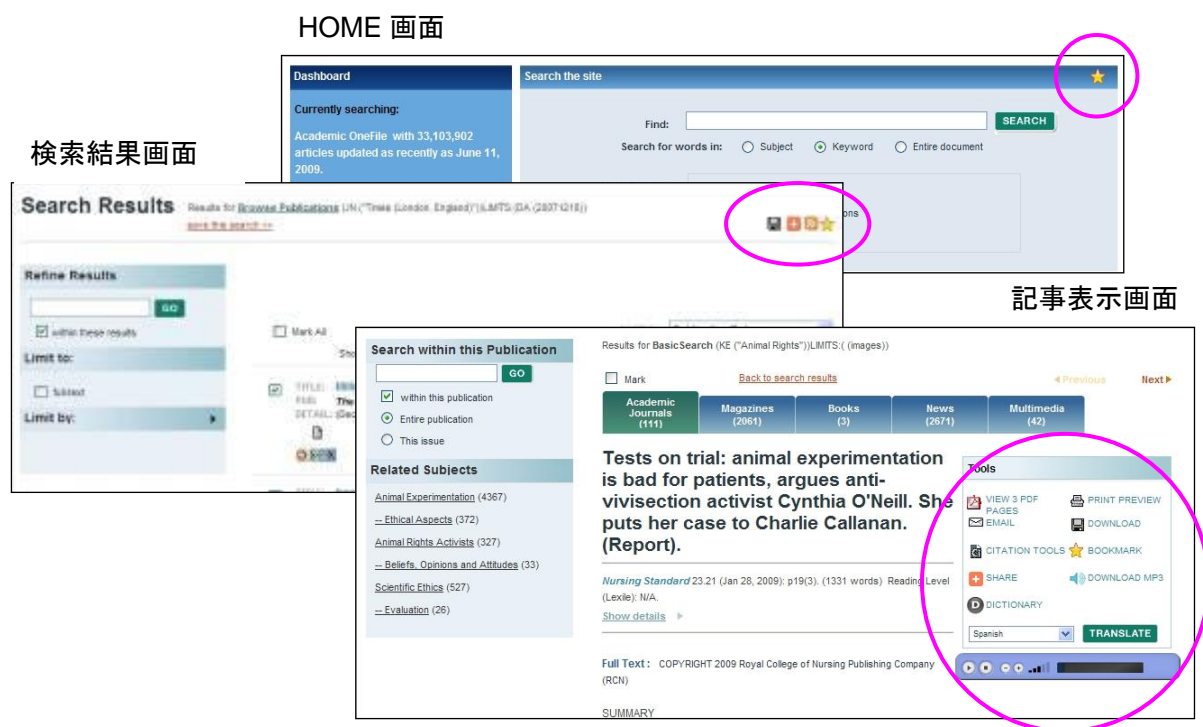 HOME 画面
Dashboard
Currently searching:
Academic OneFile with 33,103,902
articles updated as recently as June 11,
2009.
Search the site
Find:
SEARCH
Search for words in:
Subject
Keyword
Entire document
検索結果画面
Search Results
Results for Browse Publications
save this search >>
Refine Results
GO
within these results
Limit to:
Limit by:
Mark All
TITLE:
The
DETAIL:
記事表示画面
Search within this Publication
GO
within this publication
Entire publication
This issue
Related Subjects
Animal Experimentation (4367)
-- Ethical Aspects (372)
Animal Rights Activists (327)
-- Beliefs, Opinions and Attitudes (33)
Scientific Ethics (527)
-- Evaluation (26)
Results for BasicSearch (KE ("Animal Rights"))LIMITS:( (images))
Mark
Back to search results
Previous
Next
Academic
Journals
(111)
Magazines
(2061)
Books
(3)
News
(2671)
Multimedia
(42)
Tests on trial: animal experimentation
is bad for patients, argues anti-
vivisection activist Cynthia O'Neill. She
puts her case to Charlie Callanan.
(Report).
Nursing Standard 23.21 (Jan 28, 2009): p19(3). (1331 words) Reading Level
(Lexile): N/A.
Show details
Full Text : COPYRIGHT 2009 Royal College of Nursing Publishing Company
(RCN)
SUMMARY
Tools
VIEW 3 PDF
PAGES
PRINT PREVIEW
EMAIL
DOWNLOAD
CITATION TOOLS
BOOKMARK
SHARE
DOWNLOAD MP3
D
DICTIONARY
Spanish
TRANSLATE